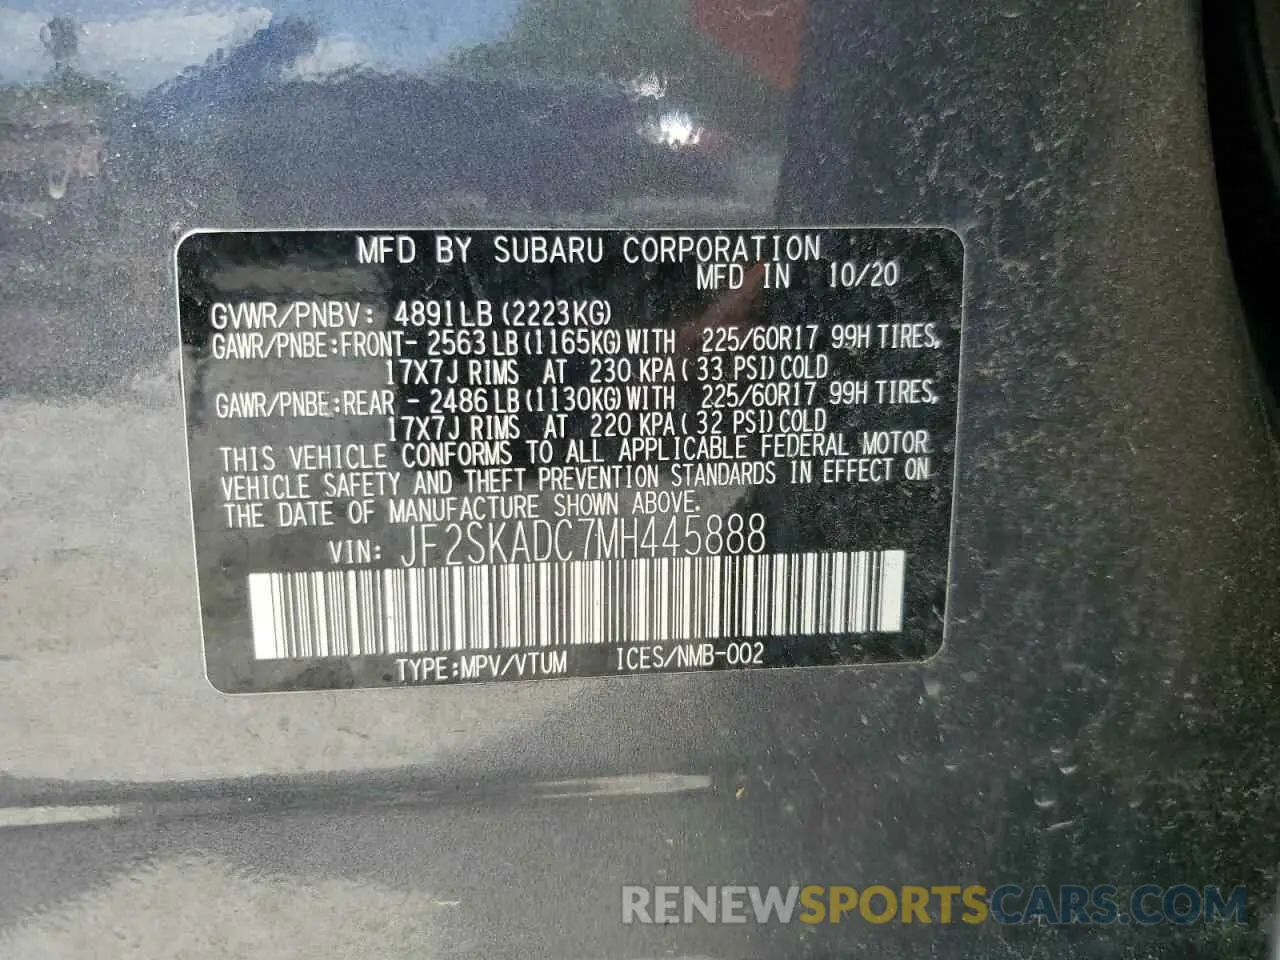 MFD BY SUBARU CORPORATION
MFD IN 10/20
GVWR/PNBV: 4891LB (2223KG)
GAWR/PNBE:FRONT- 2563LB (1165KG) WITH 225/60R17 99H TIRES,
17X7J RIMS AT 230 KPA ( 33 PSI) COLD
GAWR/PNBE:REAR - 2486LB (1130KG) WITH 225/60R17 99H TIRES,
17X7J RIMS AT 220 KPA ( 32 PSI) COLD
THIS VEHICLE CONFORMS TO ALL APPLICABLE FEDERAL MOTOR
VEHICLE SAFETY AND THEFT PREVENTION STANDARDS IN EFFECT ON
THE DATE OF MANUFACTURE SHOWN ABOVE.
VIN: JF2SKADC7MH445888
TYPE:MPV/VTUM ICES/NMB-002
RENEWSPORTSCARS.COM